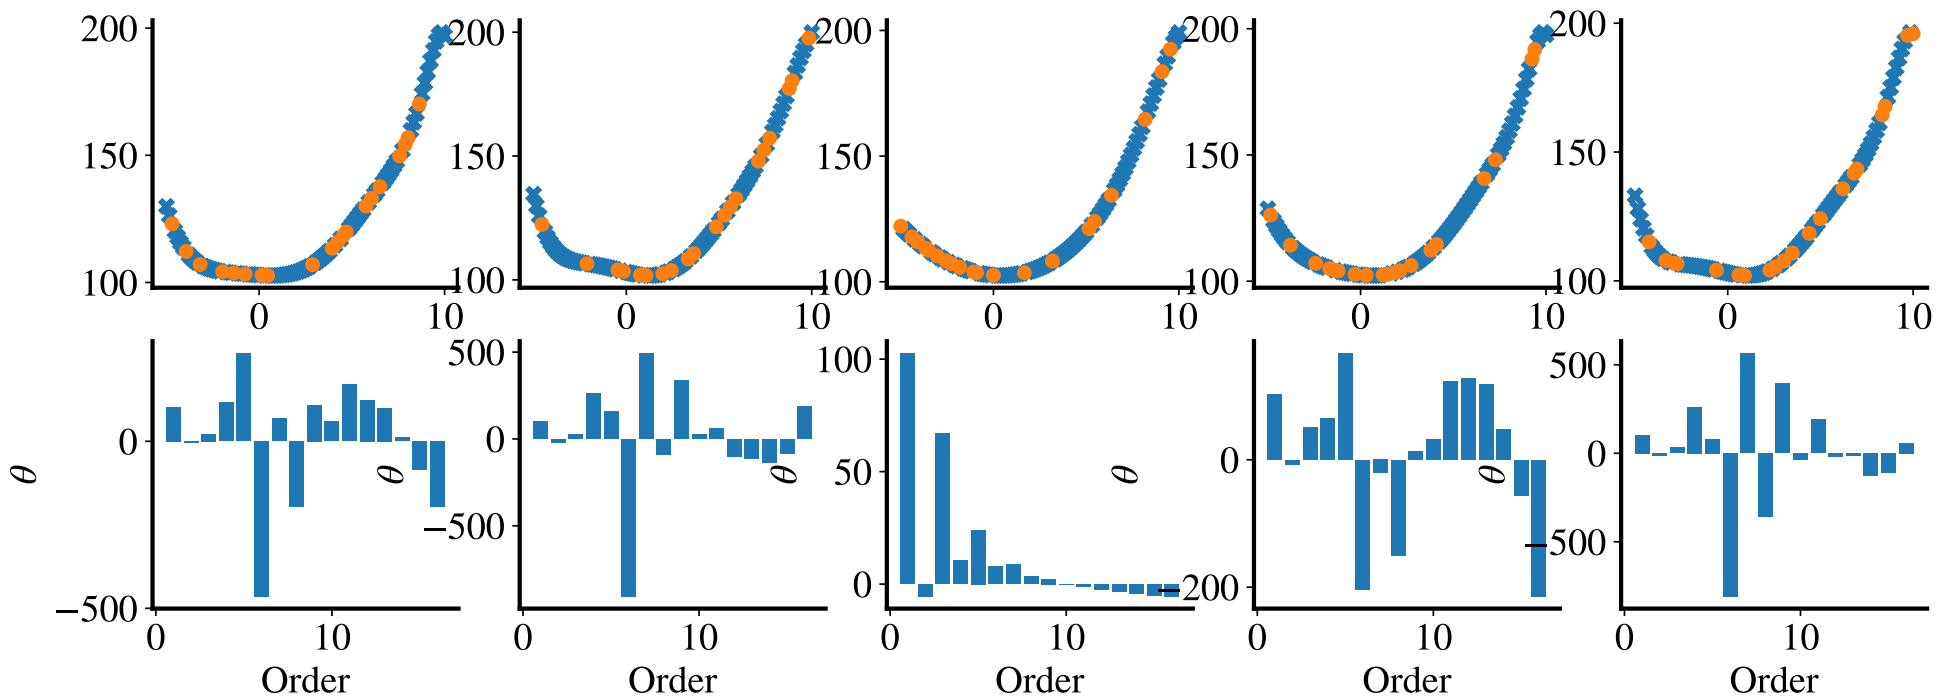 200 200 200 200 200
150 150 150 150 150
100 100 100 100 100
0 10 0 10 0 10 0 10 0 10
500 100 500
0 0 50 0 0
θ θ θ θ θ
−500 −500 0 −200 −500
0 10 0 10 0 10 0 10 0 10
Order Order Order Order Order